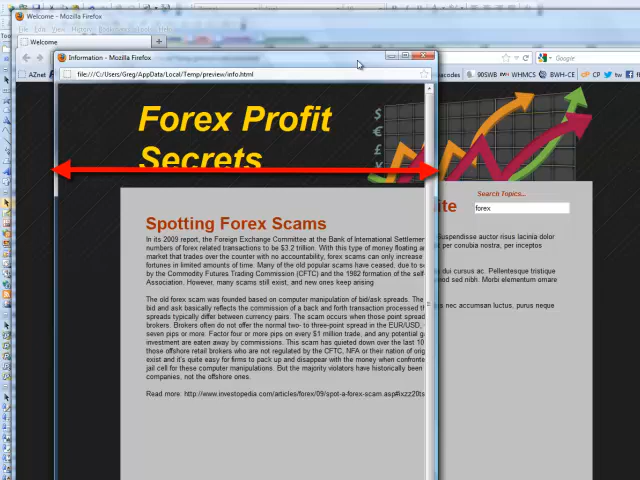 Welcome - Mozilla Firefox
Welcome
Information - Mozilla Firefox
file:///C:/Users/Greg/AppData/Local/Temp/preview/info.html
Google
AZnet
90SWB
WHMCS
BWH-CE
CP
tw
Forex Profit
Secrets
$
€
£
Search Topics...
forex
ite
Spotting Forex Scams
In its 2009 report, the Foreign Exchange Committee at the Bank of International Settlemer
numbers of forex related transactions to be $3.2 trillion. With this type of money floating ar
market that trades over the counter with no accountability, forex scams can only increase
fortunes in limited amounts of time. Many of the old popular scams have ceased, due to s
by the Commodity Futures Trading Commission (CFTC) and the 1982 formation of the self
Association, However, many scams still exist, and new ones keep arising
The old forex scam was founded based on computer manipulation of bid/ask spreads. The
bid and ask basically reflects the commission of a back and forth transaction processed th
spreads typically differ between currency pairs. The scam occurs when those point spread
brokers. Brokers often do not offer the normal two- to three-point spread in the EUR/USD,
seven pips or more. Factor four or more pips on every $1 million trade, and any potential ga
investment are eaten away by commissions. This scam has quieted down over the last 10
those offshore retail brokers who are not regulated by the CFTC, NFA or their nation of orig
exist and it's quite easy for firms to pack up and disappear with the money when confronte
jail cell for these computer manipulations. But the majority violators have historically been
companies, not the offshore ones.
Read more: http://www.investopedia.com/articles/forex/09/spot-a-forex-scam.asp#ixzz20ts
Suspendisse auctor risus lacinia dolor
per conubia nostra, per inceptos
dui cursus ac. Pellentesque tristique
nibh. Morbi elementum ornare
nec accumsan luctus, purus neque